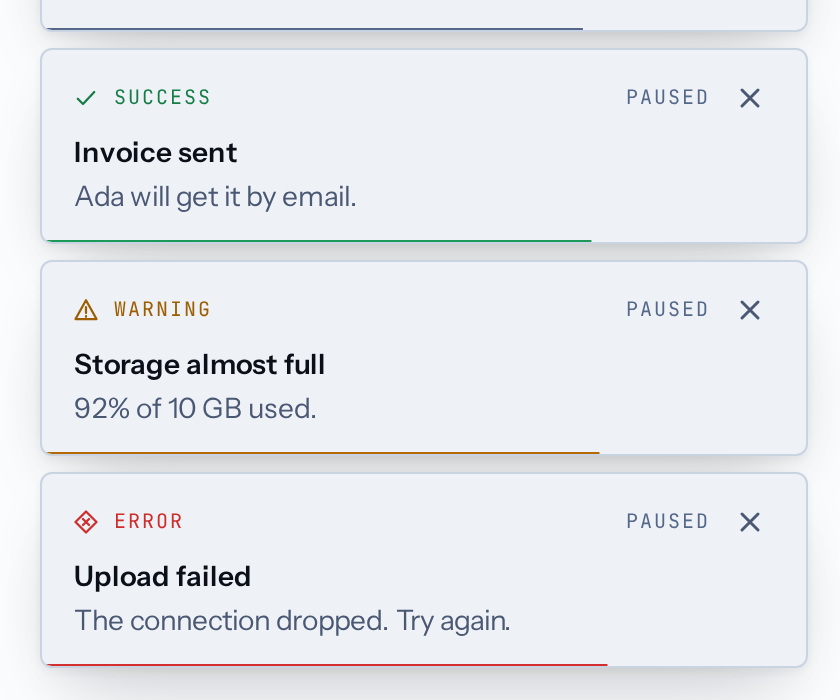 SUCCESS PAUSED
Invoice sent
Ada will get it by email.
WARNING PAUSED
Storage almost full
92% of 10 GB used.
ERROR PAUSED
Upload failed
The connection dropped. Try again.